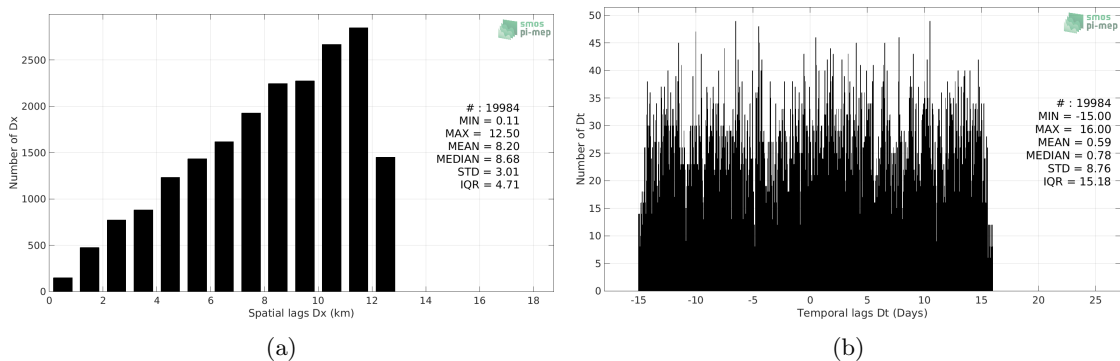 smos
pi-mep
2500
2000
1500
1000
500
0
Number of Dx
# : 19984
MIN = 0.11
MAX = 12.50
MEAN = 8.20
MEDIAN = 8.68
STD = 3.01
IQR = 4.71
0 2 4 6 8 10 12 14 16 18
Spatial lags Dx (km)
(a)
smos
pi-mep
50
45
40
35
30
25
20
15
10
5
0
Number of Dt
# : 19984
MIN = -15.00
MAX = 16.00
MEAN = 0.59
MEDIAN = 0.78
STD = 8.76
IQR = 15.18
-15 -10 -5 0 5 10 15 20 25
Temporal lags Dt (Days)
(b)